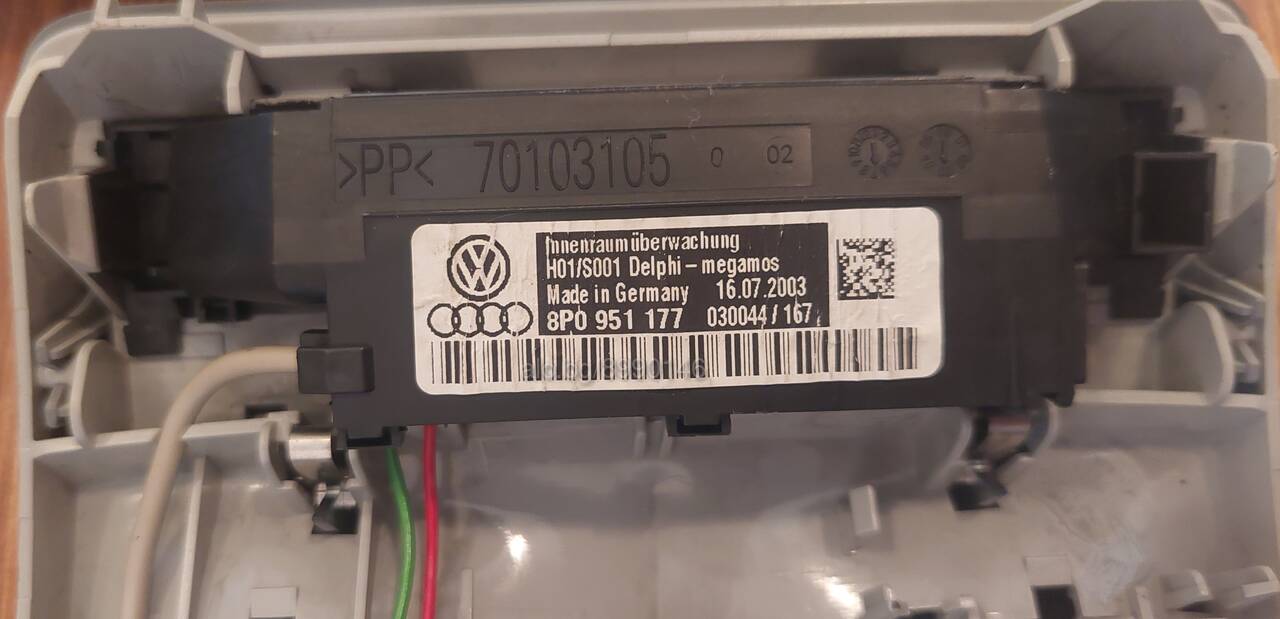 >PP< 70103105 0 02
Innenraumüberwachung
H01/S001 Delphi - megamos
Made in Germany 16.07.2003
8P0 951 177 030044 / 167